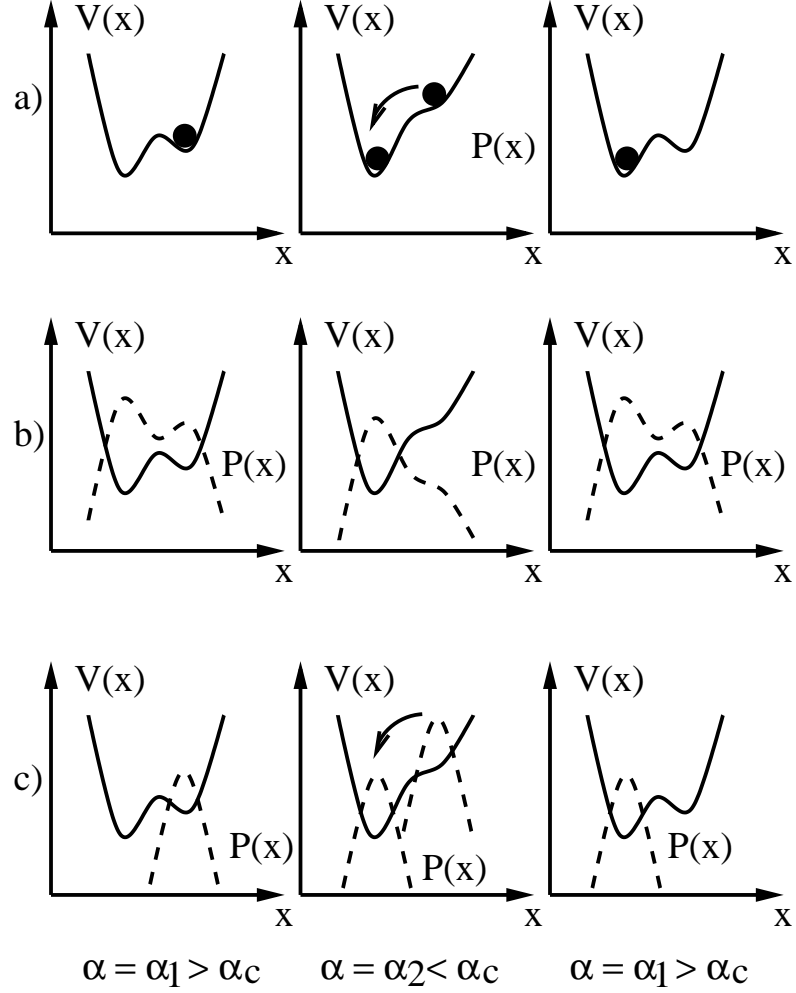 V(x) V(x) V(x)
a)
P(x)
x x x
V(x) V(x) V(x)
b)
P(x) P(x) P(x)
x x x
V(x) V(x) V(x)
c)
P(x) P(x) P(x)
x x x
α = α1 > αc α = α2 < αc α = α1 > αc